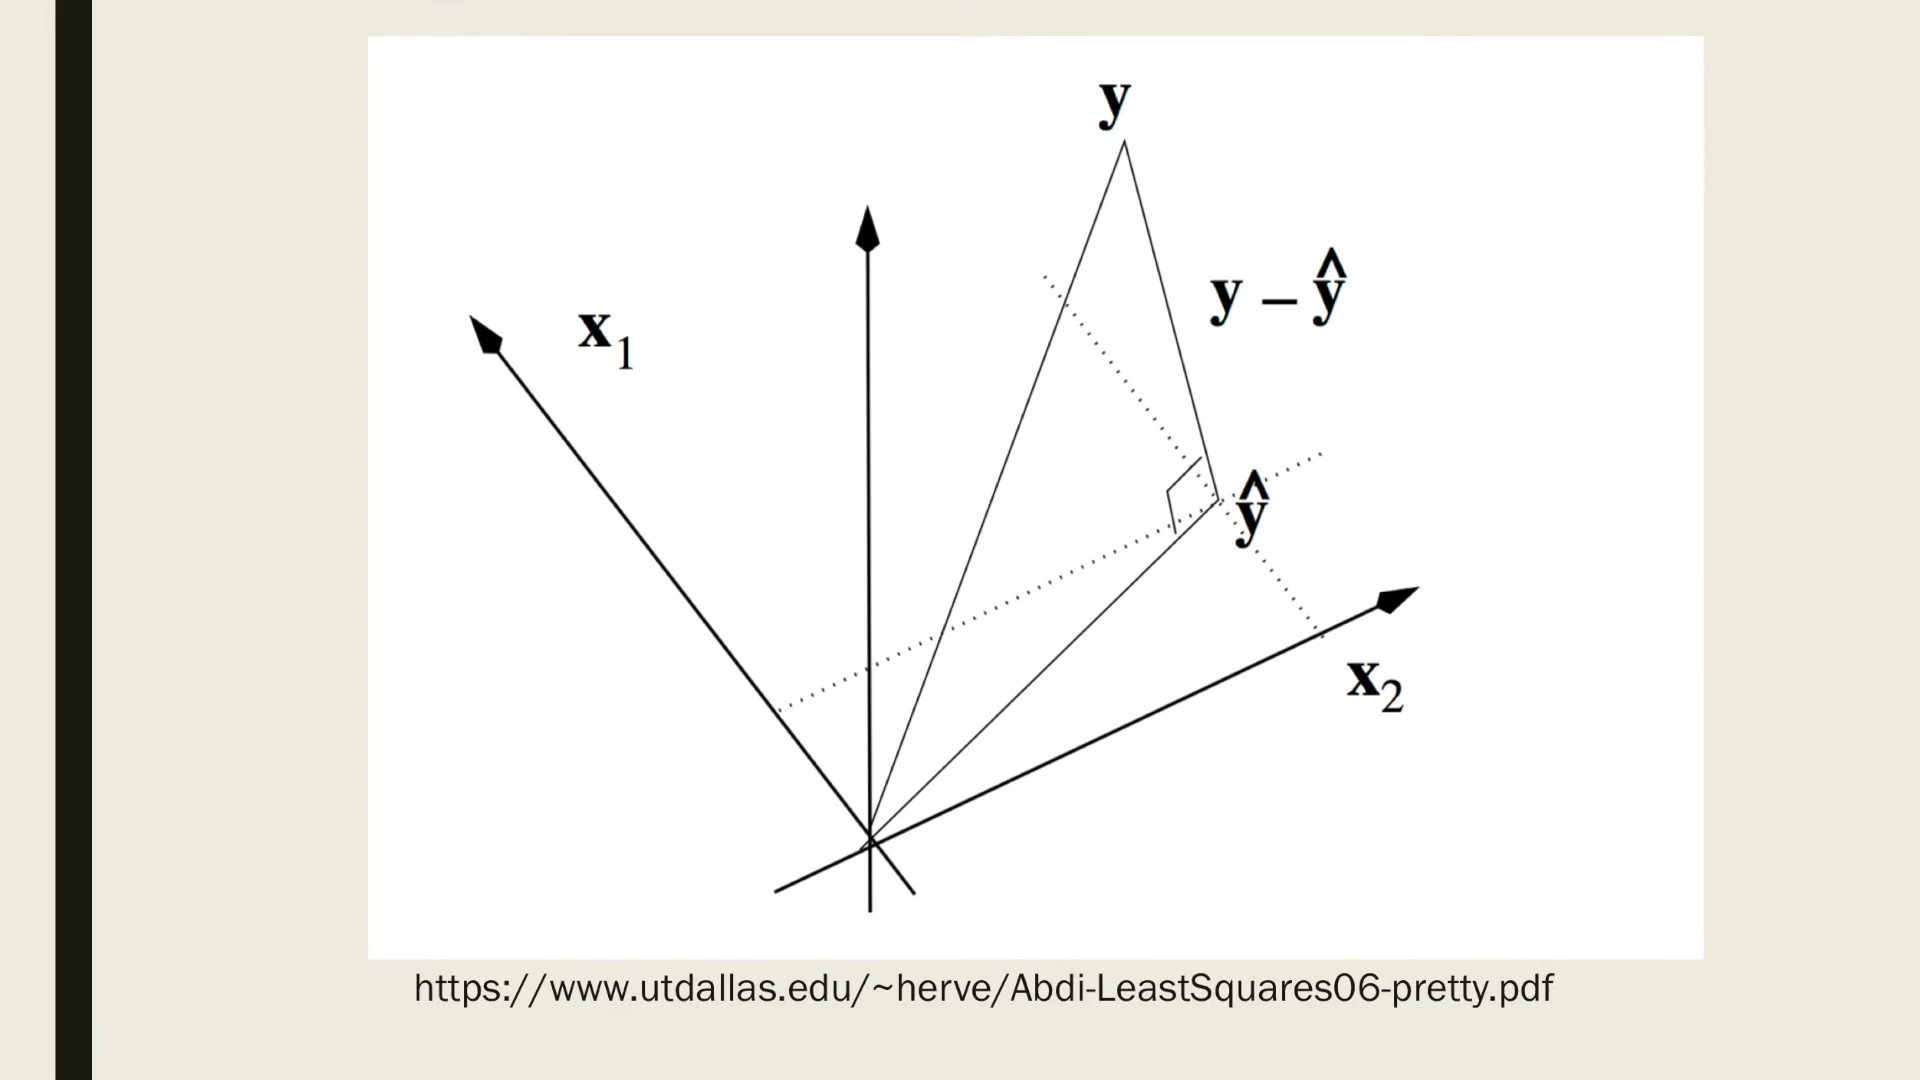 y
y – ŷ
x₁
ŷ
x₂
https://www.utdallas.edu/~herve/Abdi-LeastSquares06-pretty.pdf